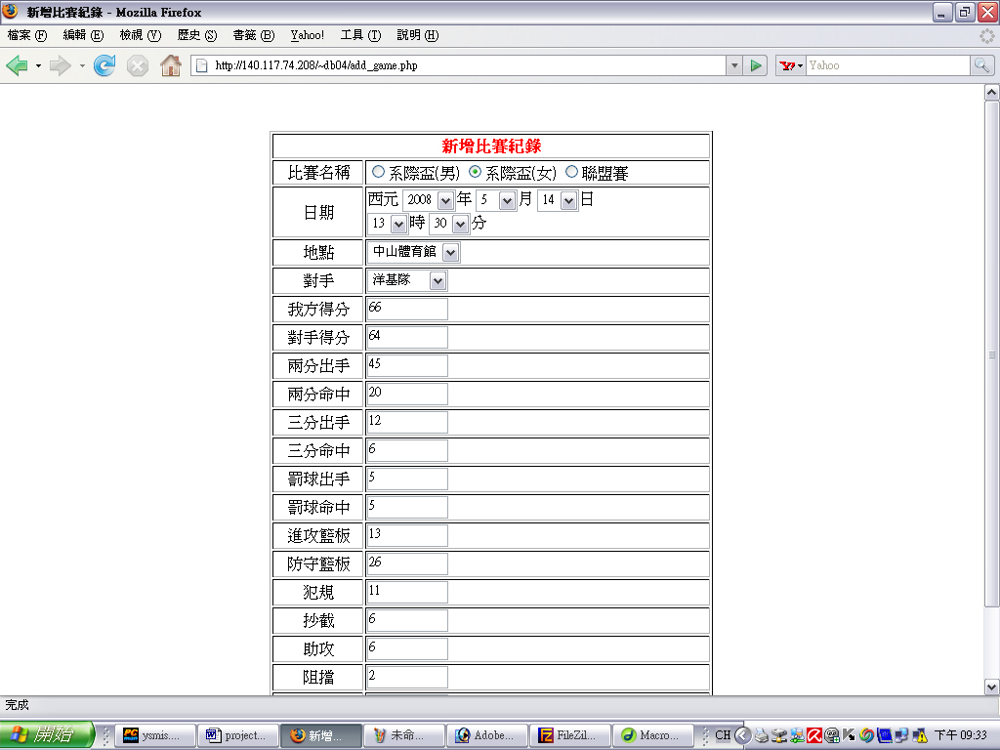 新增比賽紀錄 - Mozilla Firefox
檔案 (F) 編輯 (E) 檢視 (V) 歷史 (S) 書籤 (B) Yahoo! 工具 (T) 說明 (H)
http://140.117.74.208/~db04/add_game.php Yahoo
新增比賽紀錄
比賽名稱 系際盃(男) 系際盃(女) 聯盟賽
日期 西元 2008 年 5 月 14 日
13 時 30 分
地點 中山體育館
對手 洋基隊
我方得分 66
對手得分 64
兩分出手 45
兩分命中 20
三分出手 12
三分命中 6
罰球出手 5
罰球命中 5
進攻籃板 13
防守籃板 26
犯規 11
抄截 6
助攻 6
阻擋 2
完成
開始 ysmis.... project... 新增... 未命... Adobe... FileZil... Macro... CH 下午 09:33